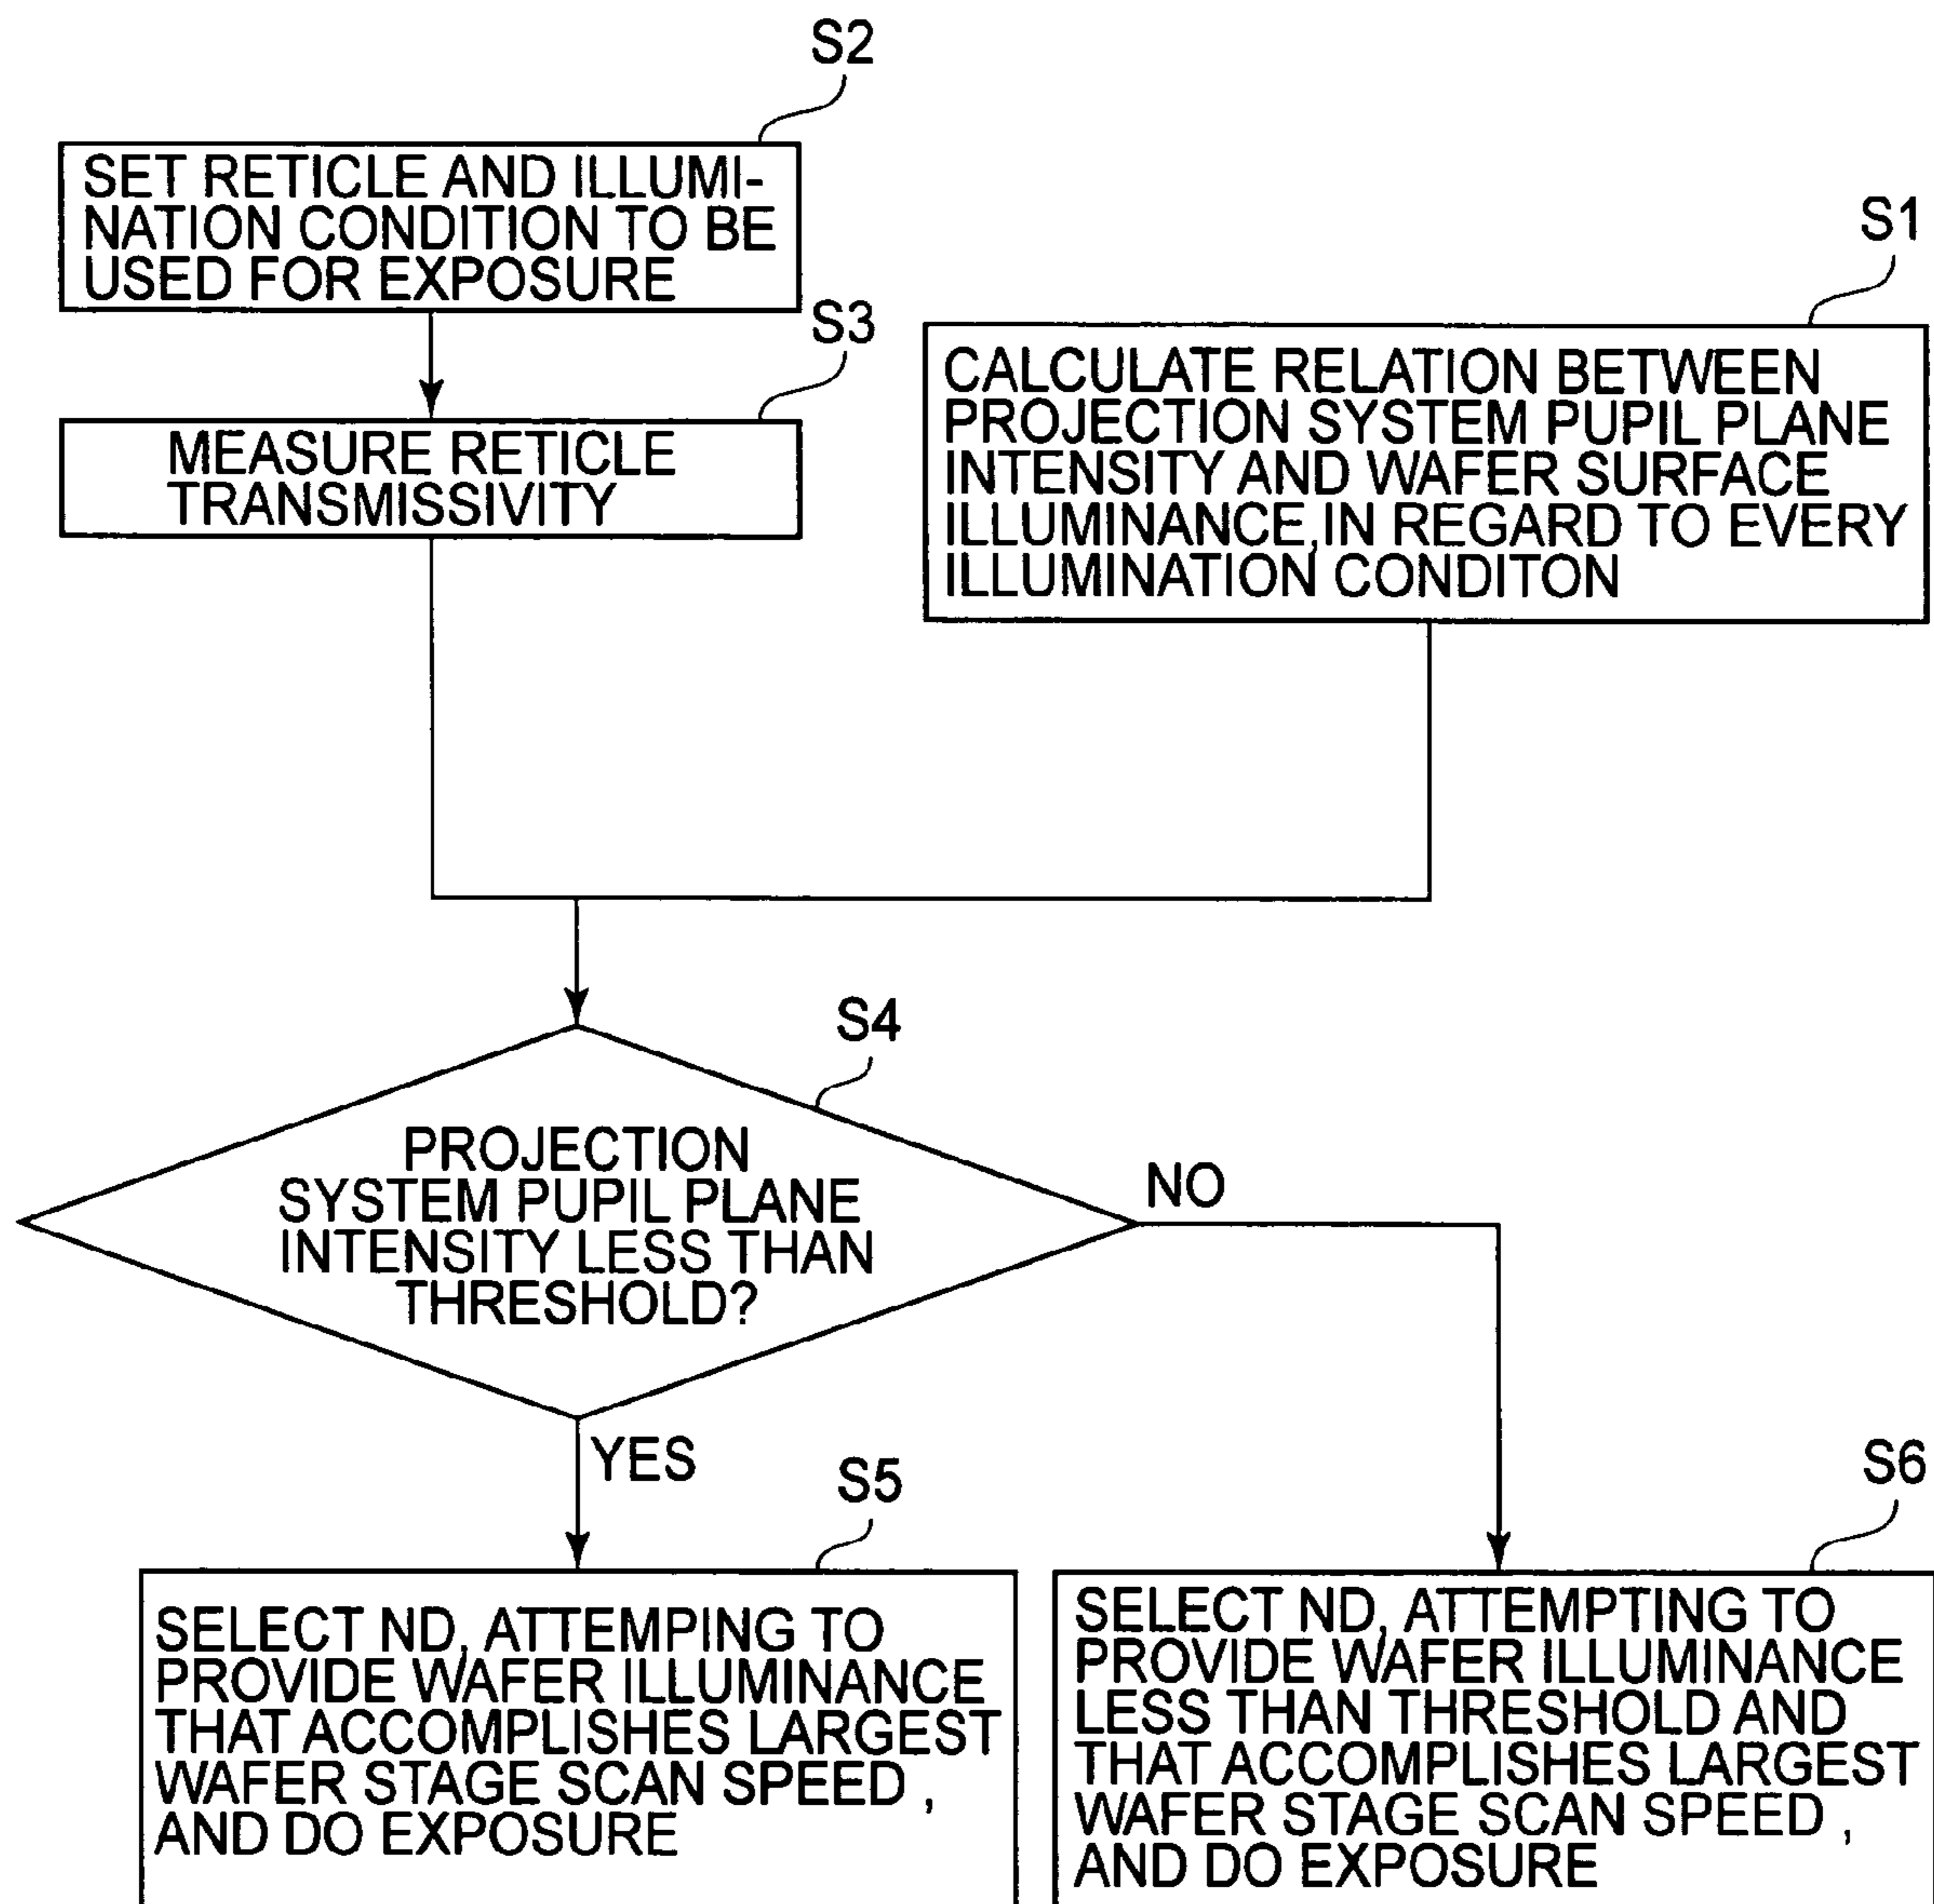 S2
SET RETICLE AND ILLUMI-
NATION CONDITION TO BE
USED FOR EXPOSURE
S3
MEASURE RETICLE
TRANSMISSIVITY
S1
CALCULATE RELATION BETWEEN
PROJECTION SYSTEM PUPIL PLANE
INTENSITY AND WAFER SURFACE
ILLUMINANCE, IN REGARD TO EVERY
ILLUMINATION CONDITON
S4
PROJECTION
SYSTEM PUPIL PLANE
INTENSITY LESS THAN
THRESHOLD?
NO
YES
S5
SELECT ND, ATTEMPING TO
PROVIDE WAFER ILLUMINANCE
THAT ACCOMPLISHES LARGEST
WAFER STAGE SCAN SPEED ,
AND DO EXPOSURE
S6
SELECT ND, ATTEMPTING TO
PROVIDE WAFER ILLUMINANCE
LESS THAN THRESHOLD AND
THAT ACCOMPLISHES LARGEST
WAFER STAGE SCAN SPEED ,
AND DO EXPOSURE